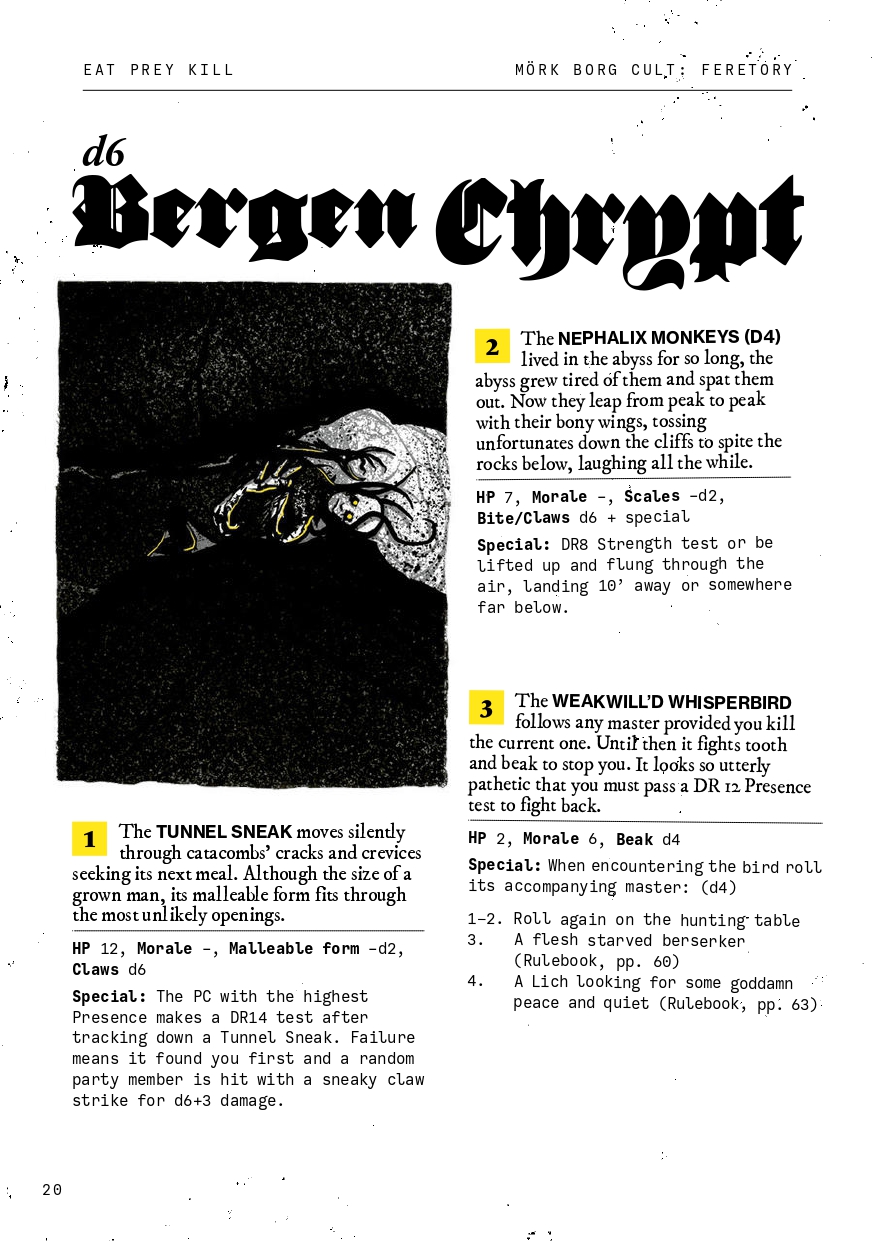 EAT PREY KILL
MÖRK BORG CULT: FERETORY
d6
Bergen Chrypt
1
The TUNNEL SNEAK moves silently
through catacombs' cracks and crevices
seeking its next meal. Although the size of a
grown man, its malleable form fits through
the most unlikely openings.
HP 12, Morale –, Malleable form –d2,
Claws d6
Special: The PC with the highest
Presence makes a DR14 test after
tracking down a Tunnel Sneak. Failure
means it found you first and a random
party member is hit with a sneaky claw
strike for d6+3 damage.
2
The NEPHALIX MONKEYS (D4)
lived in the abyss for so long, the
abyss grew tired of them and spat them
out. Now they leap from peak to peak
with their bony wings, tossing
unfortunates down the cliffs to spite the
rocks below, laughing all the while.
HP 7, Morale –, Scales –d2,
Bite/Claws d6 + special
Special: DR8 Strength test or be
lifted up and flung through the
air, landing 10’ away or somewhere
far below.
3
The WEAKWILL'D WHISPERBIRD
follows any master provided you kill
the current one. Until then it fights tooth
and beak to stop you. It looks so utterly
pathetic that you must pass a DR 12 Presence
test to fight back.
HP 2, Morale 6, Beak d4
Special: When encountering the bird roll
its accompanying master: (d4)
1–2. Roll again on the hunting table
3. A flesh starved berserker
(Rulebook, pp. 60)
4. A Lich looking for some goddamn
peace and quiet (Rulebook, pp. 63)
20